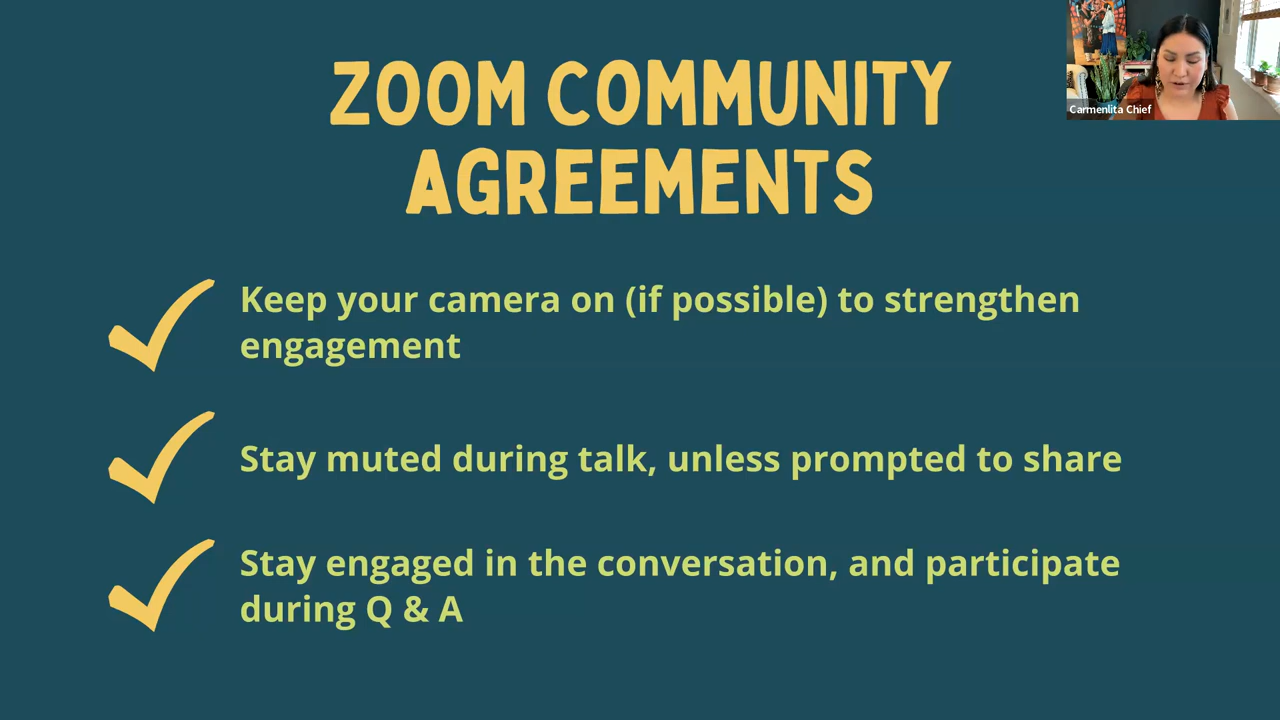 ZOOM COMMUNITY
AGREEMENTS
Carmenlita Chief
Keep your camera on (if possible) to strengthen
engagement
Stay muted during talk, unless prompted to share
Stay engaged in the conversation, and participate
during Q & A